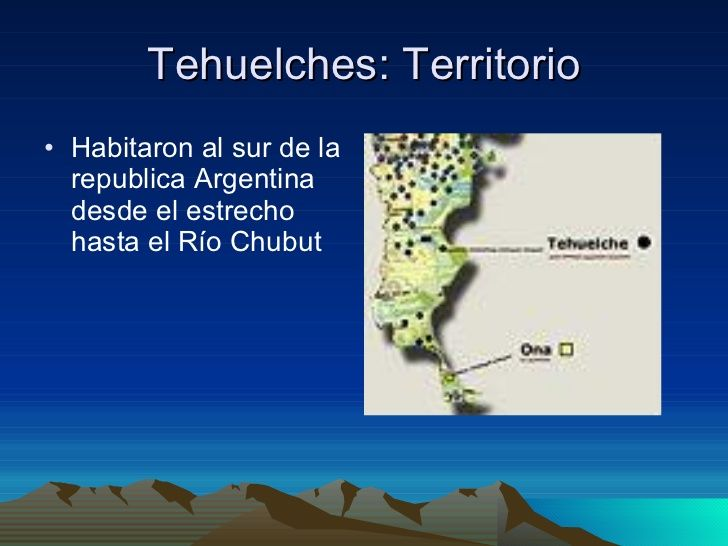 Tehuelches: Territorio
• Habitaron al sur de la
republica Argentina
desde el estrecho
hasta el Río Chubut
Tehuelche
Ona